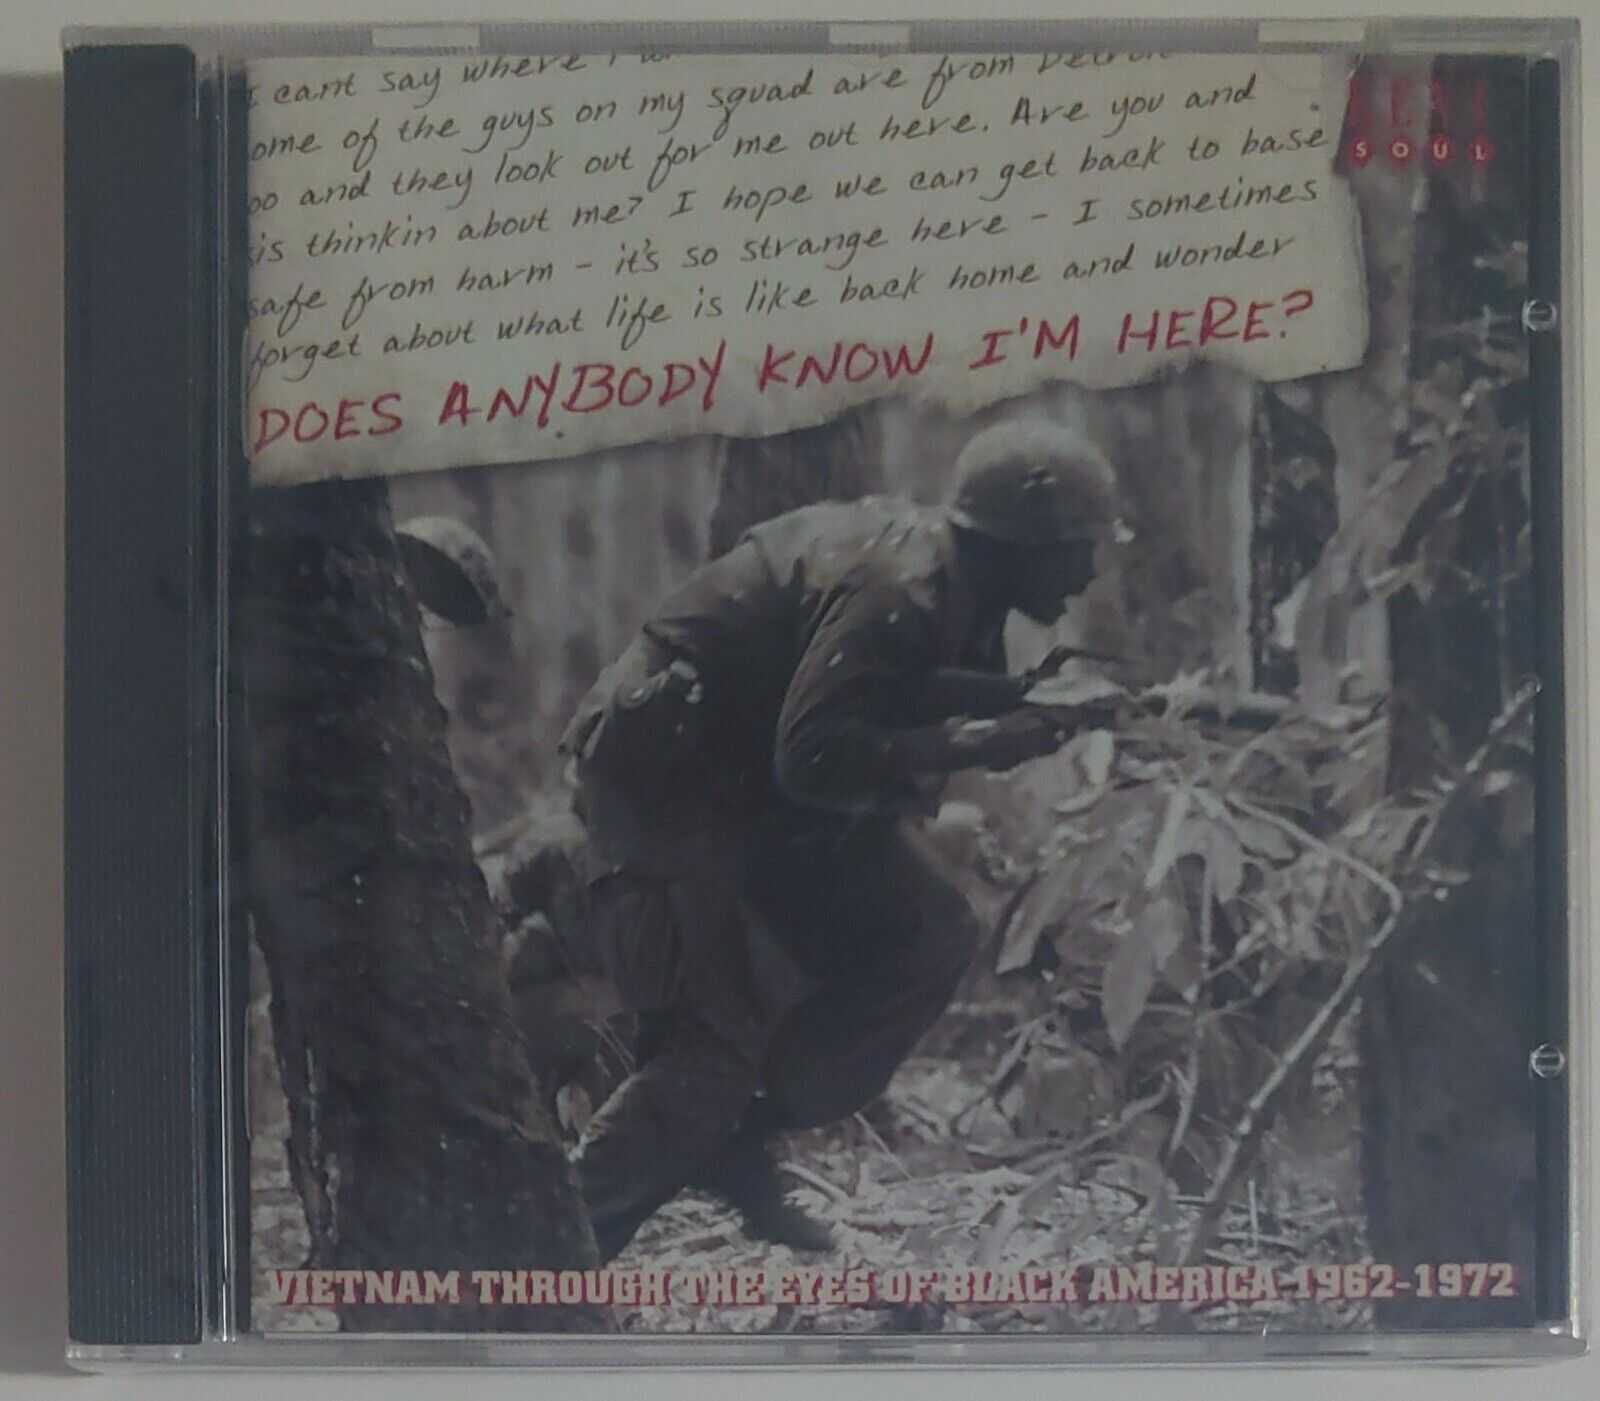 I can't say where I
ome of the guys on my squad are from Detroit
oo and they look out for me out here. Are you and
is thinkin about me? I hope we can get back to base
safe from harm - it's so strange here - I sometimes
forget about what life is like back home and wonder
DOES ANYBODY KNOW I'M HERE?
KENT
SOUL
VIETNAM THROUGH THE EYES OF BLACK AMERICA 1962-1972